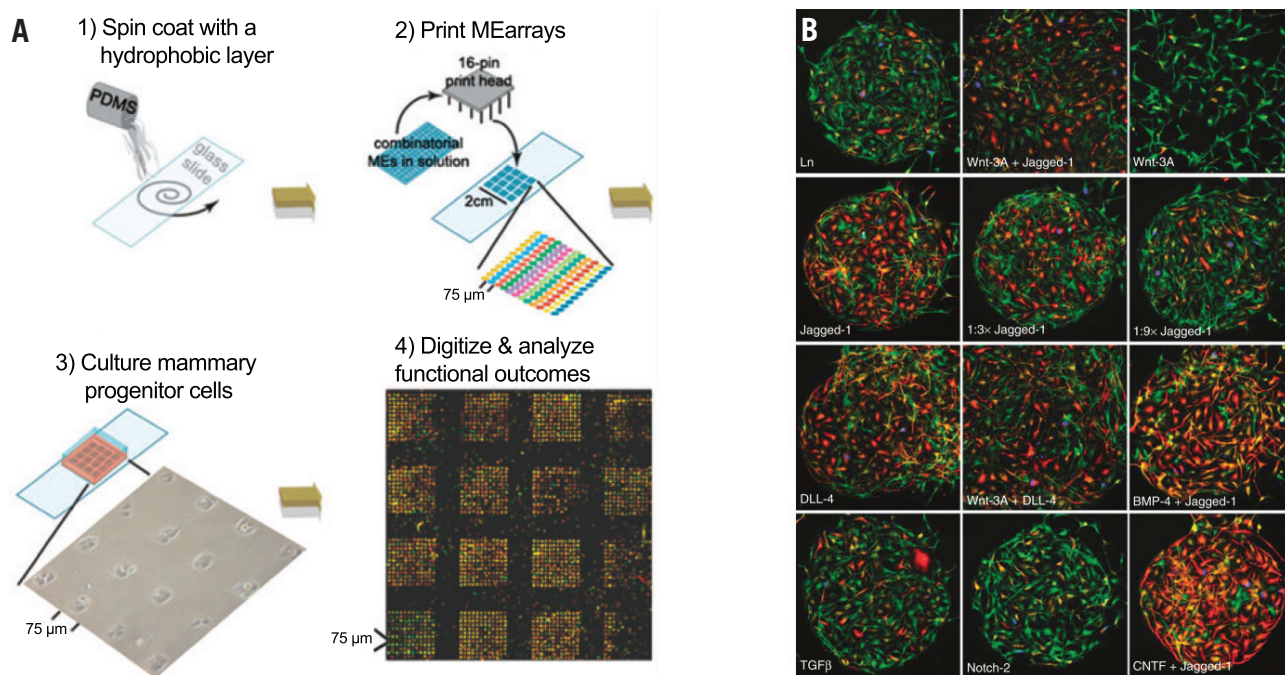 A
1) Spin coat with a
hydrophobic layer
PDMS
glass
slide
2) Print MEarrays
16-pin
print head
combinatorial
MEs in solution
2cm
75 µm
3) Culture mammary
progenitor cells
75 µm
4) Digitize & analyze
functional outcomes
75 µm
B
Ln
Wnt-3A + Jagged-1
Wnt-3A
Jagged-1
1:3× Jagged-1
1:9× Jagged-1
DLL-4
Wnt-3A + DLL-4
BMP-4 + Jagged-1
TGFβ
Notch-2
CNTF + Jagged-1